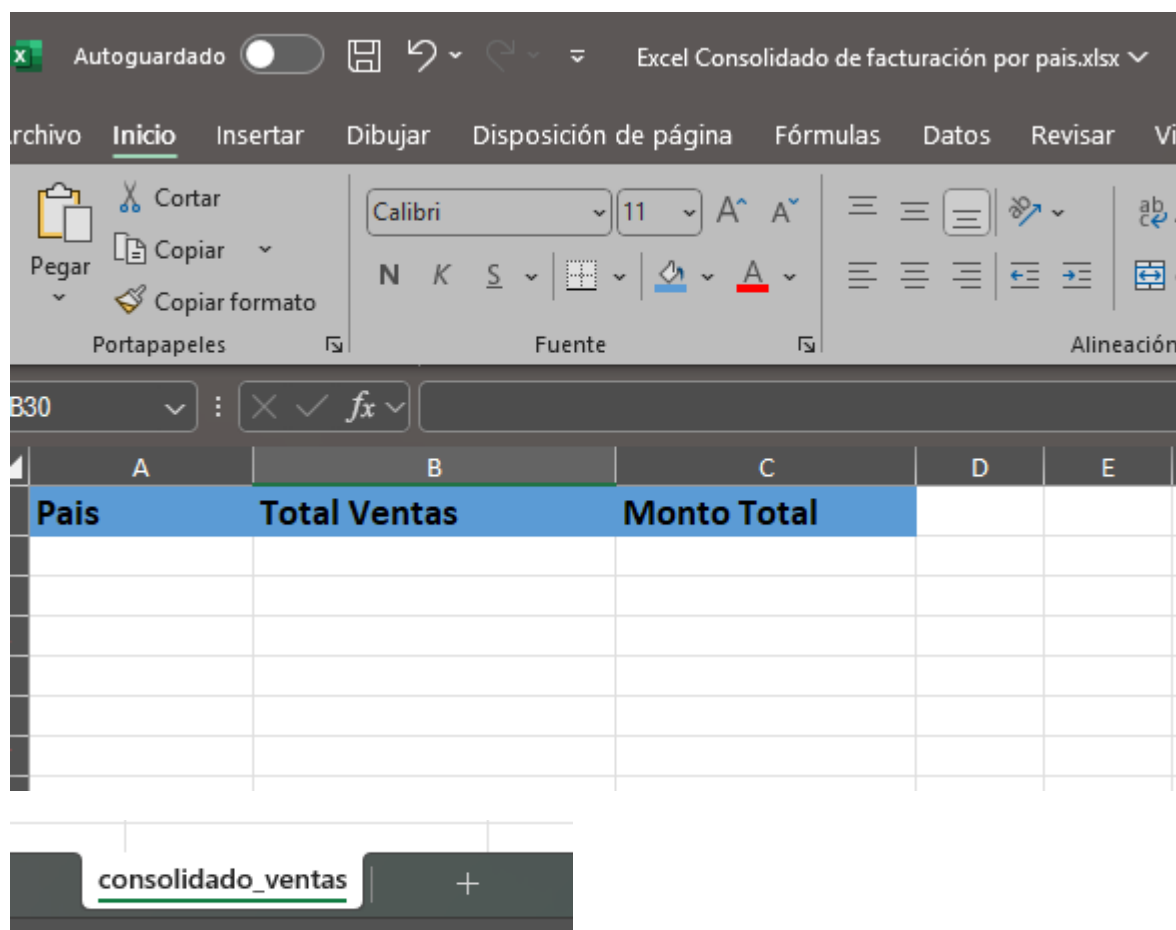 Autoguardado Excel Consolidado de facturación por pais.xlsx
rchivo Inicio Insertar Dibujar Disposición de página Fórmulas Datos Revisar Vi
Cortar Calibri 11 A A ab
Copiar
Pegar N K S A
Copiar formato
Portapapeles Fuente Alineación
B30 fx
A B C D E
Pais Total Ventas Monto Total
consolidado_ventas